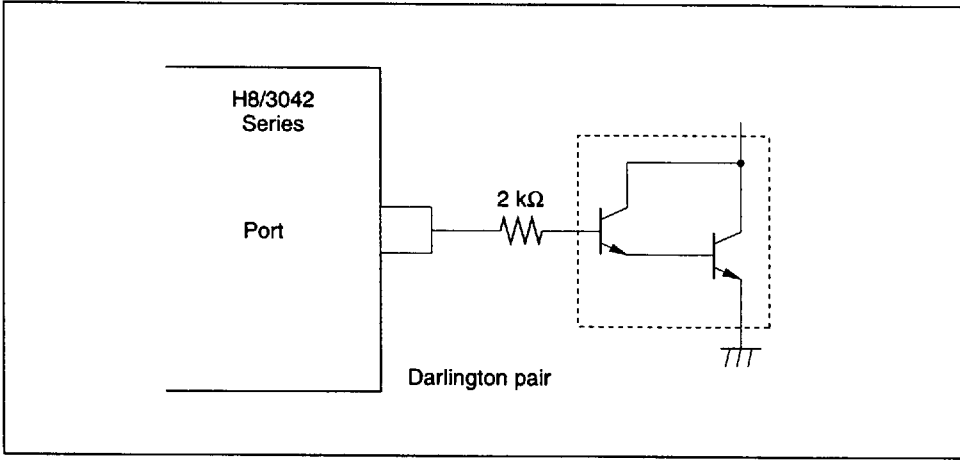 H8/3042
Series
Port
2 kΩ
Darlington pair